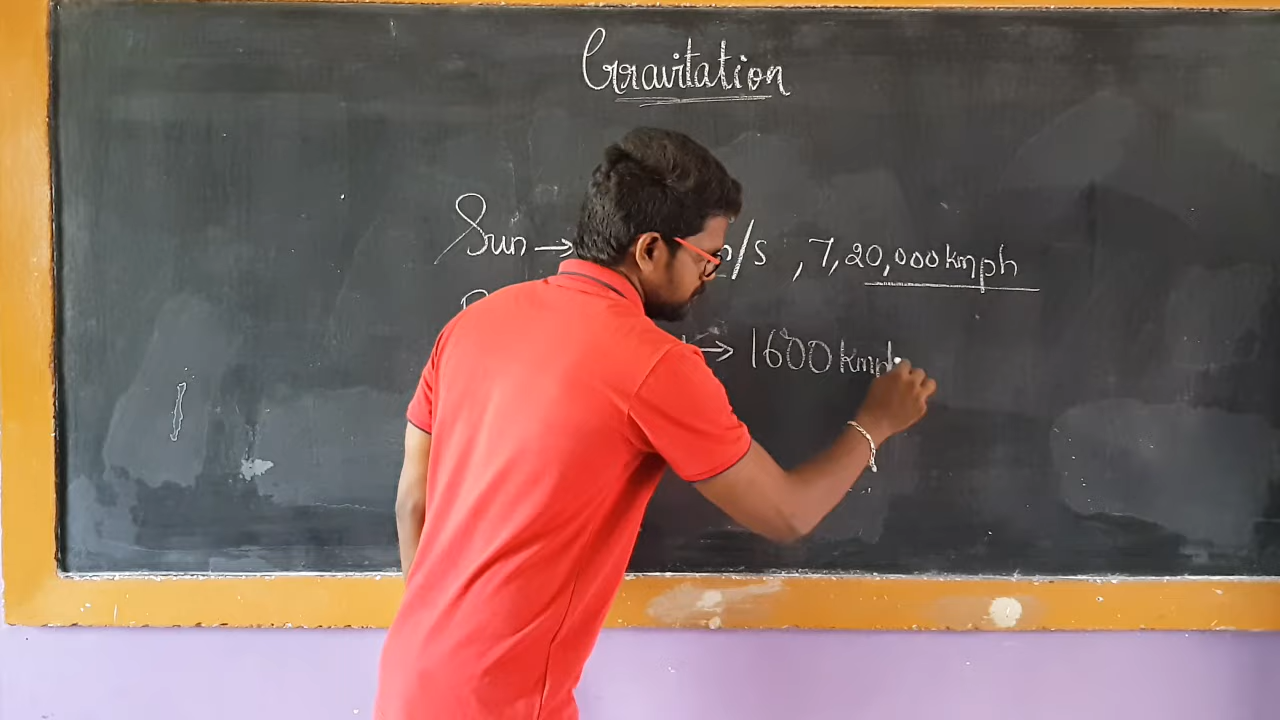 Gravitation
Sun → /s , 7,20,000 kmph
→ 1600 kmph